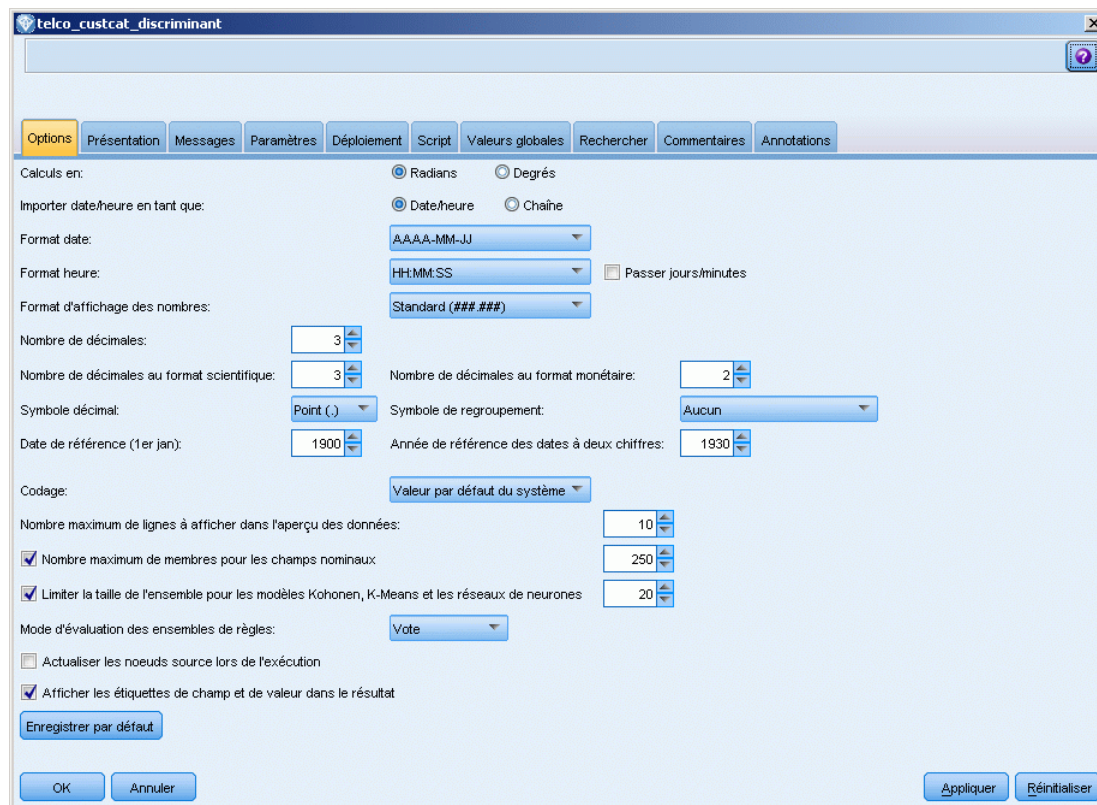 telco_custcat_discriminant
Options Présentation Messages Paramètres Déploiement Script Valeurs globales Rechercher Commentaires Annotations
Calculs en: Radians Degrés
Importer date/heure en tant que: Date/heure Chaîne
Format date: AAAA-MM-JJ
Format heure: HH:MM:SS Passer jours/minutes
Format d'affichage des nombres: Standard (###.###)
Nombre de décimales: 3
Nombre de décimales au format scientifique: 3 Nombre de décimales au format monétaire: 2
Symbole décimal: Point (.) Symbole de regroupement: Aucun
Date de référence (1er jan): 1900 Année de référence des dates à deux chiffres: 1930
Codage: Valeur par défaut du système
Nombre maximum de lignes à afficher dans l'aperçu des données: 10
Nombre maximum de membres pour les champs nominaux 250
Limiter la taille de l'ensemble pour les modèles Kohonen, K-Means et les réseaux de neurones 20
Mode d'évaluation des ensembles de règles: Vote
Actualiser les noeuds source lors de l'exécution
Afficher les étiquettes de champ et de valeur dans le résultat
Enregistrer par défaut
OK Annuler Appliquer Réinitialiser